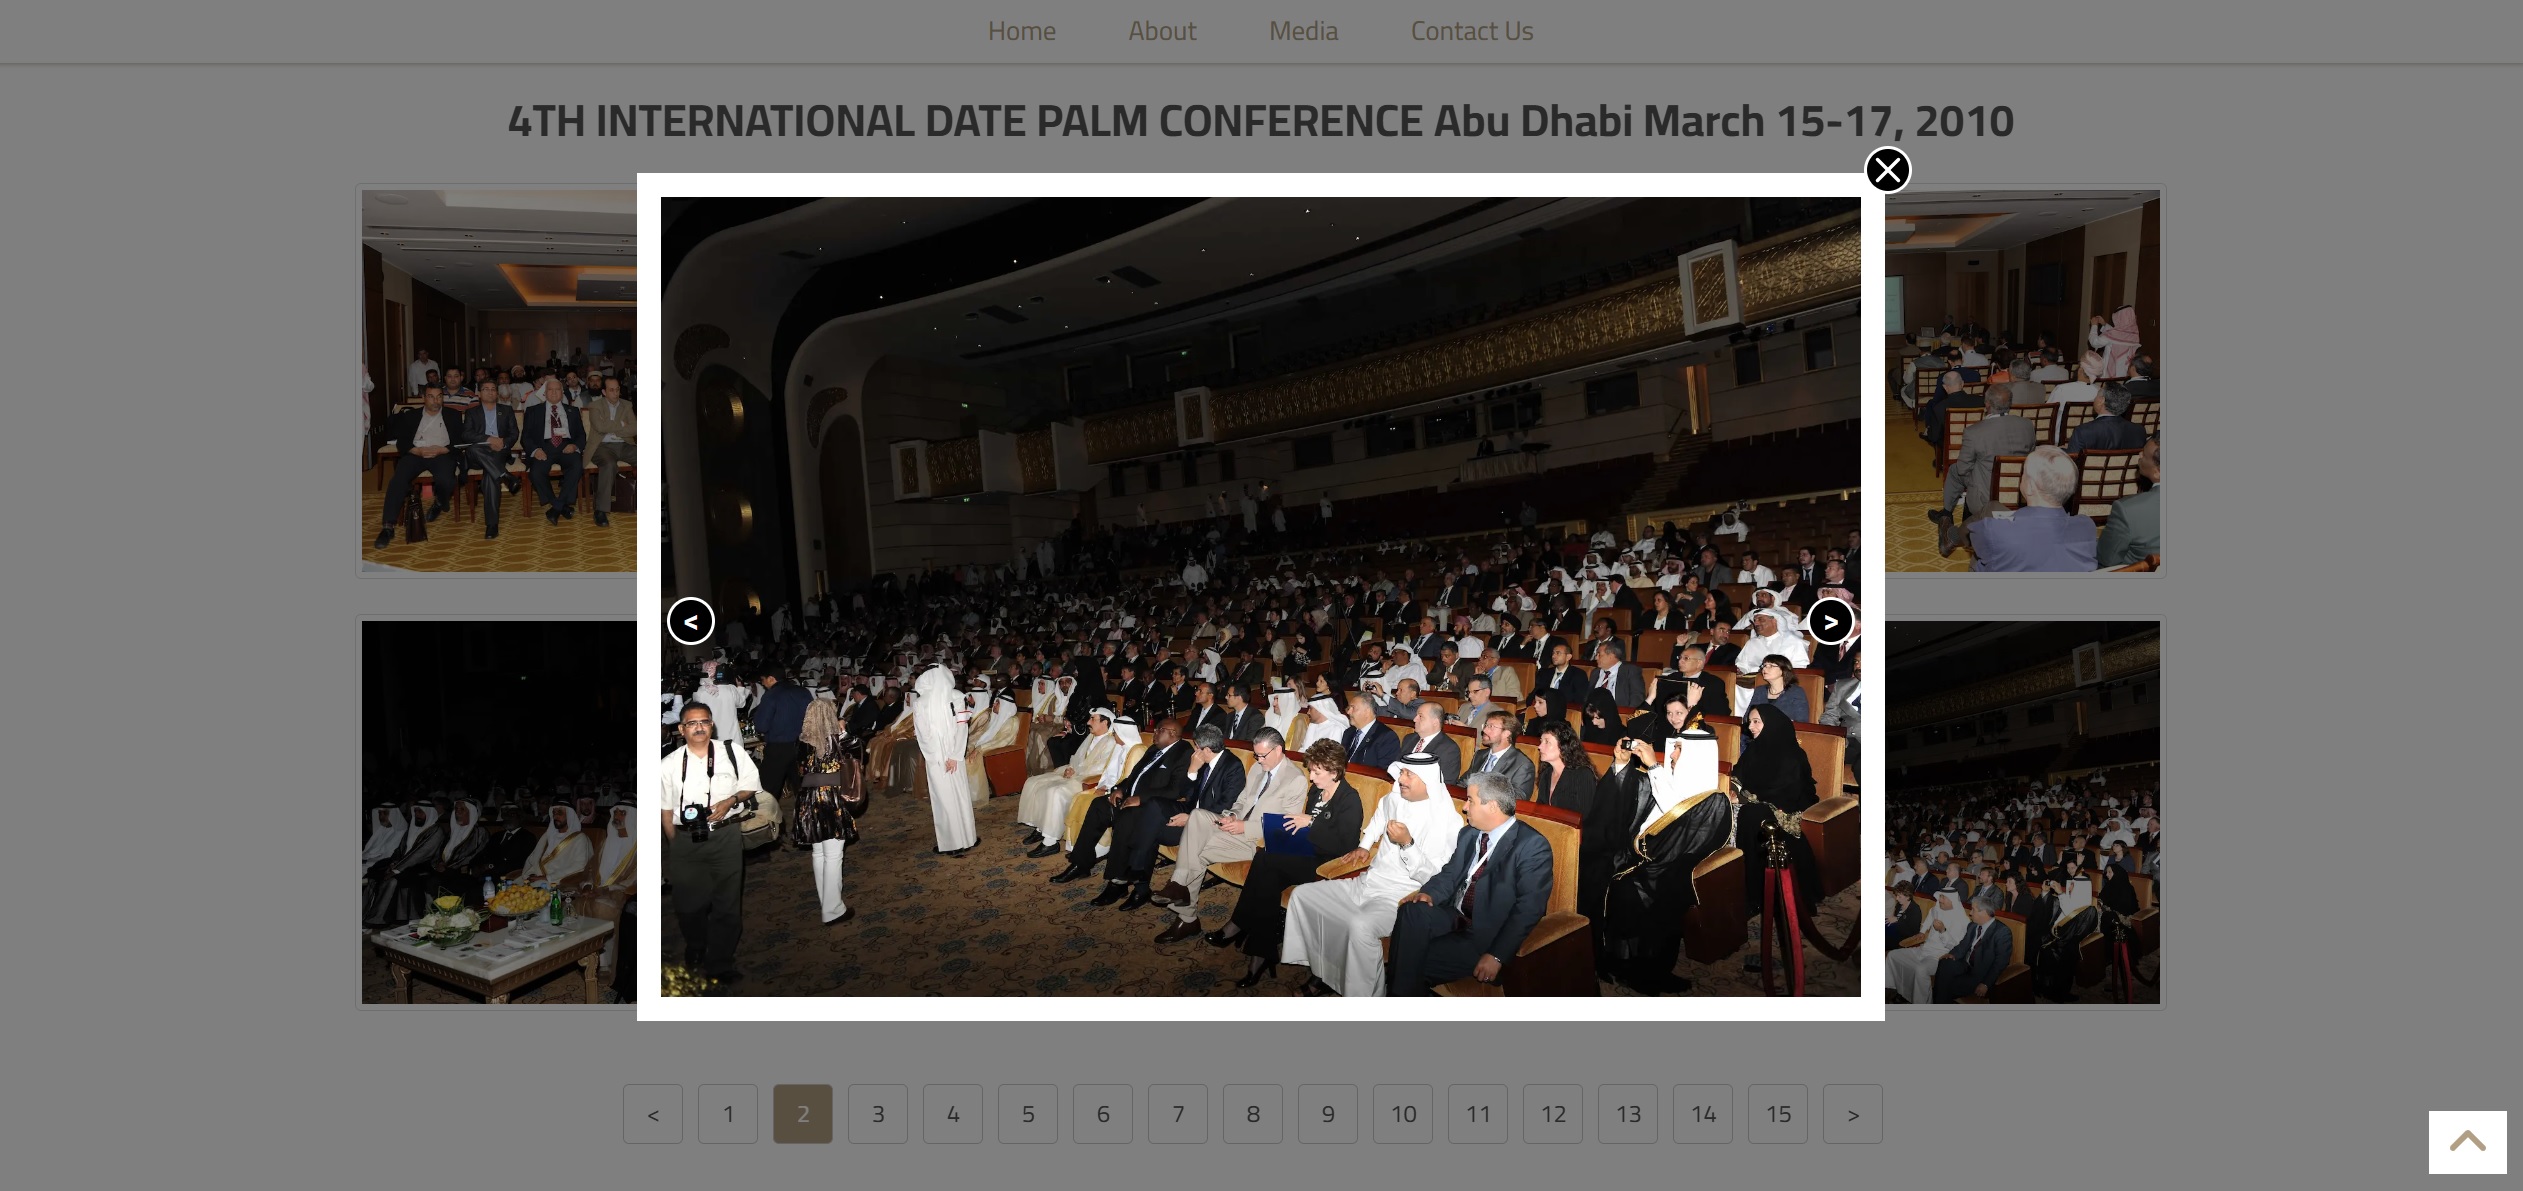 Home About Media Contact Us
4TH INTERNATIONAL DATE PALM CONFERENCE Abu Dhabi March 15-17, 2010
< >
< 1 2 3 4 5 6 7 8 9 10 11 12 13 14 15 >